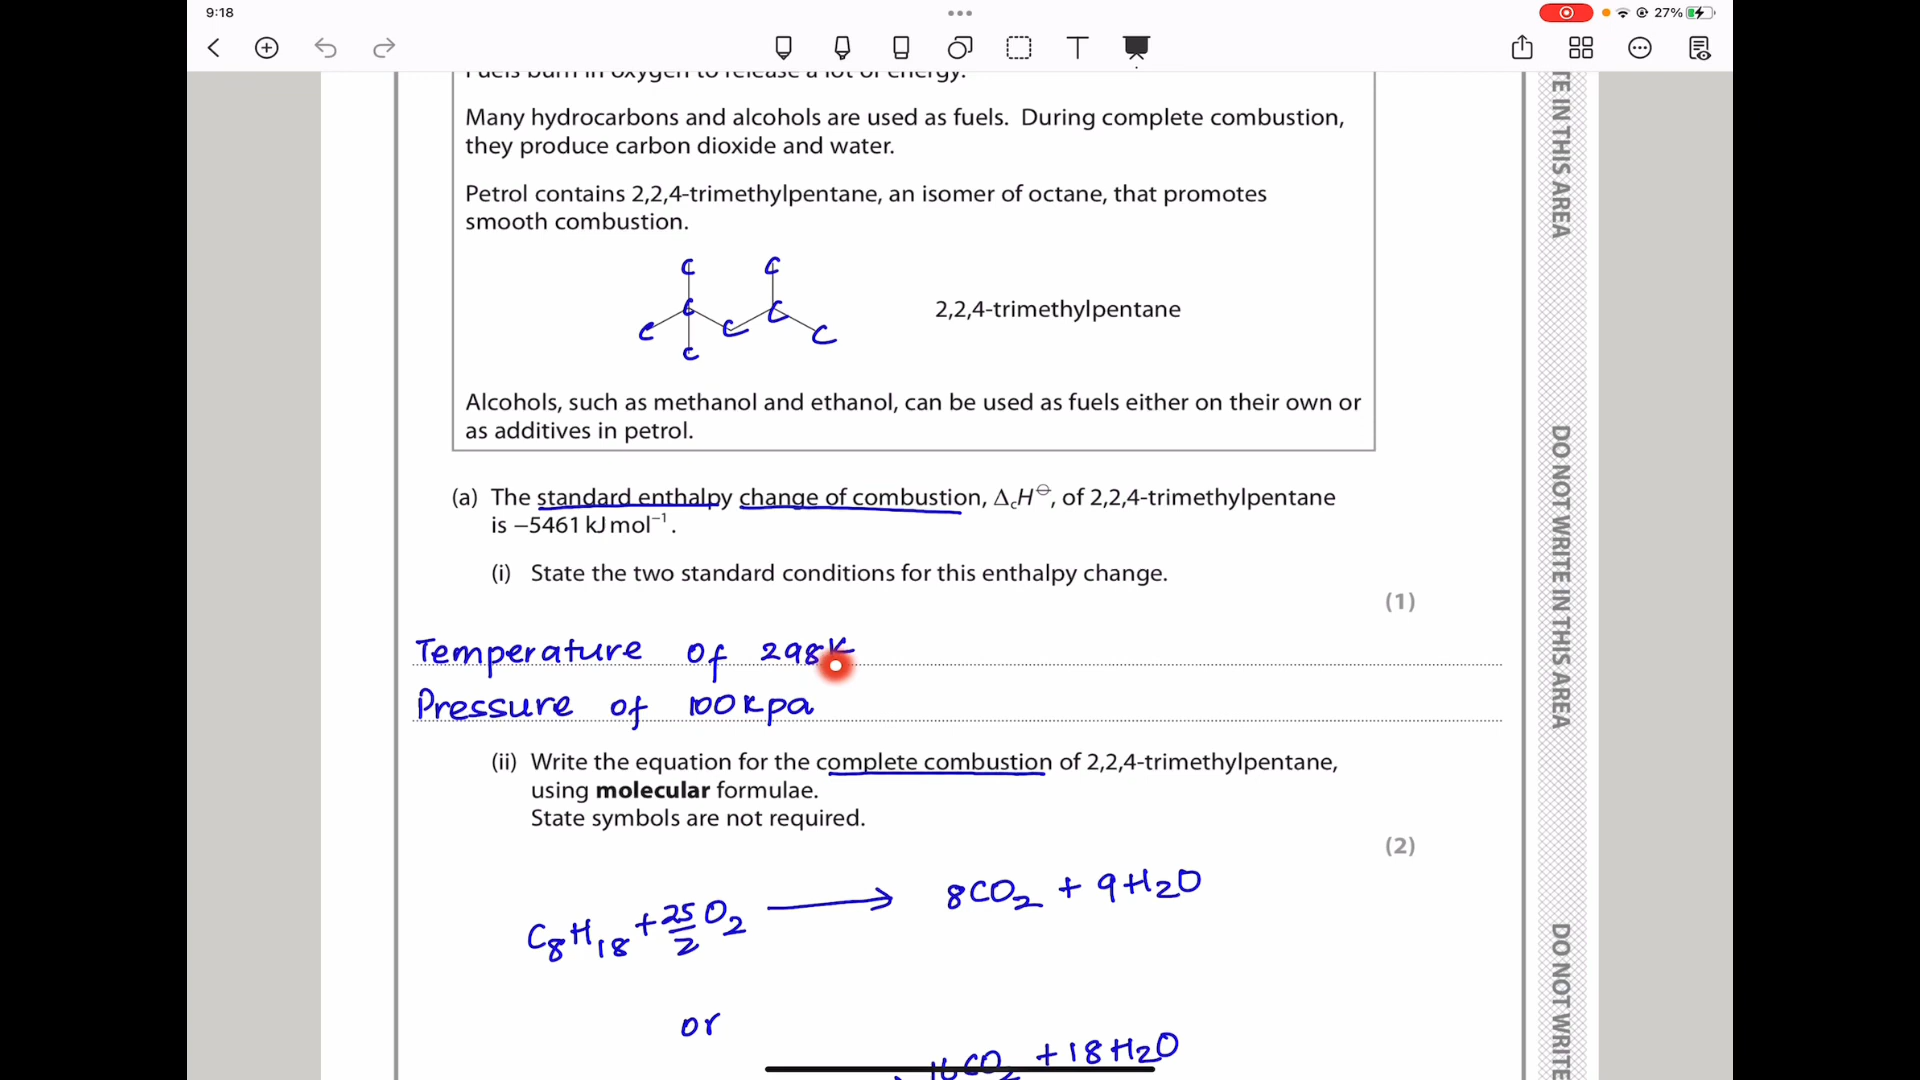 9:18
27%
Fuels burn in oxygen to release a lot of energy.
Many hydrocarbons and alcohols are used as fuels. During complete combustion,
they produce carbon dioxide and water.
Petrol contains 2,2,4-trimethylpentane, an isomer of octane, that promotes
smooth combustion.
C C
C C C C C
C
2,2,4-trimethylpentane
Alcohols, such as methanol and ethanol, can be used as fuels either on their own or
as additives in petrol.
(a) The standard enthalpy change of combustion, ΔcH⦵, of 2,2,4-trimethylpentane
is −5461 kJ mol⁻¹.
(i) State the two standard conditions for this enthalpy change.
(1)
Temperature of 298K
Pressure of 100kpa
(ii) Write the equation for the complete combustion of 2,2,4-trimethylpentane,
using molecular formulae.
State symbols are not required.
(2)
C8H18 + 25/2 O2 → 8CO2 + 9H2O
or
16CO2 + 18H2O
TE IN THIS AREA
DO NOT WRITE IN THIS AREA
DO NOT WRITE